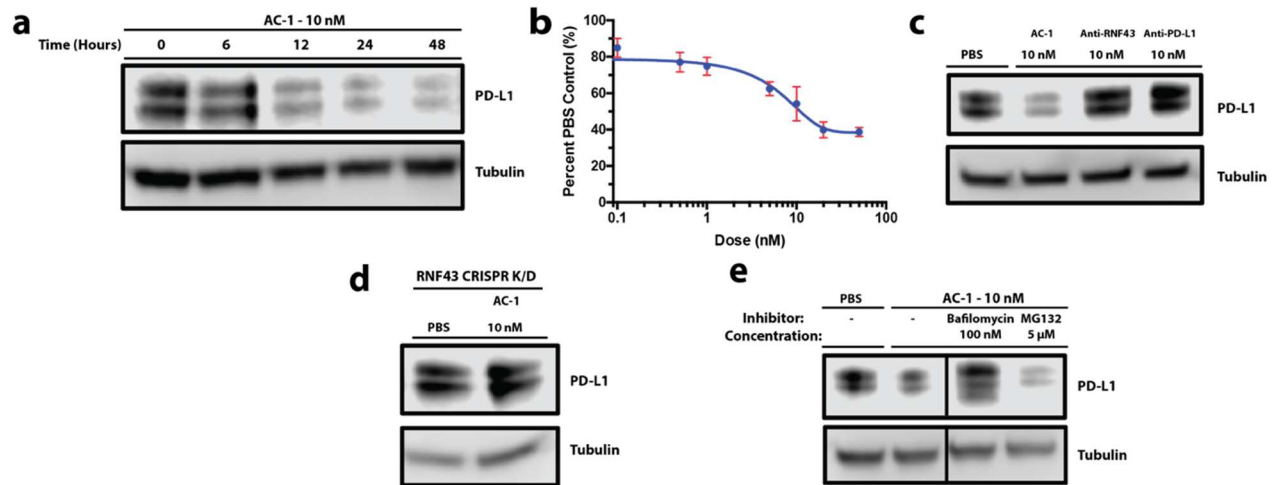 a
AC-1 - 10 nM
Time (Hours) 0 6 12 24 48
PD-L1
Tubulin
b
Percent PBS Control (%)
100
80
60
40
20
0
0.1 1 10 100
Dose (nM)
c
AC-1 Anti-RNF43 Anti-PD-L1
PBS 10 nM 10 nM 10 nM
PD-L1
Tubulin
d
RNF43 CRISPR K/D
AC-1
PBS 10 nM
PD-L1
Tubulin
e
PBS AC-1 - 10 nM
Inhibitor: - - Bafilomycin MG132
Concentration: 100 nM 5 µM
PD-L1
Tubulin